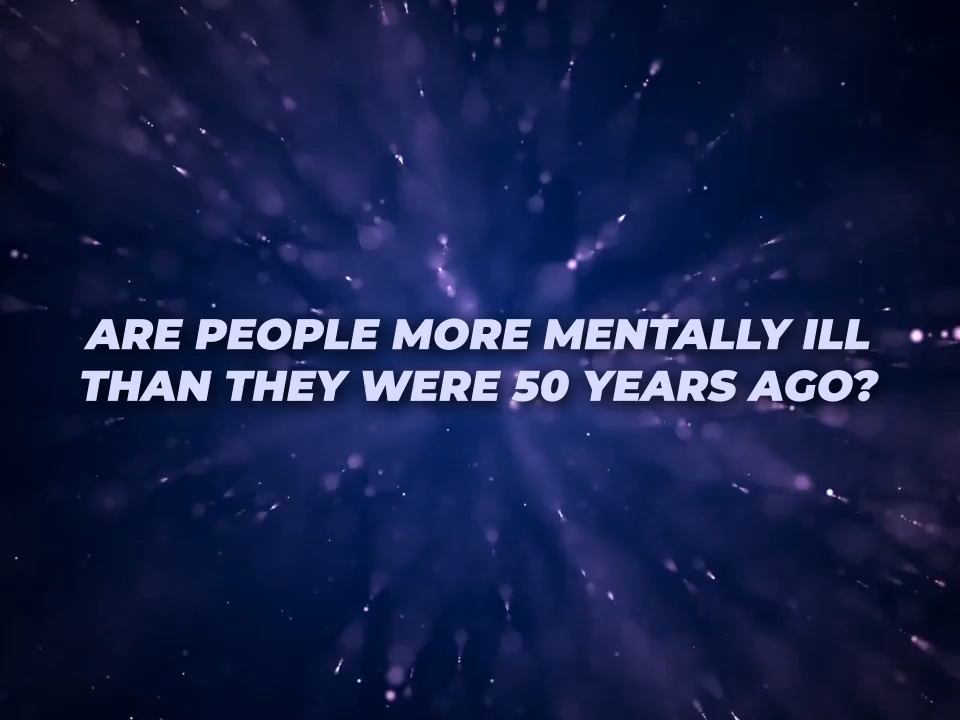 ARE PEOPLE MORE MENTALLY ILL
THAN THEY WERE 50 YEARS AGO?